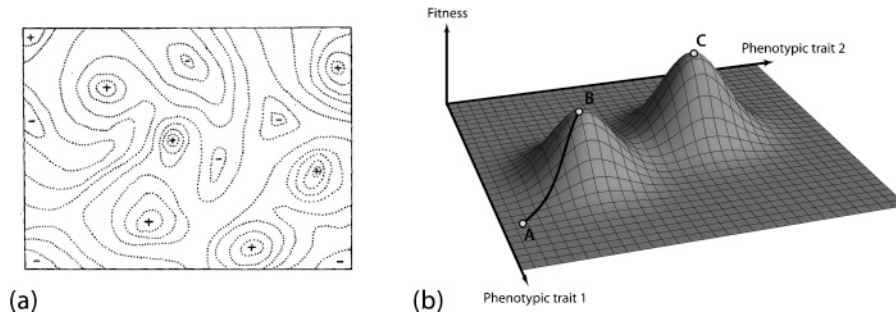 Fitness
C
Phenotypic trait 2
B
A
Phenotypic trait 1
(a)
(b)